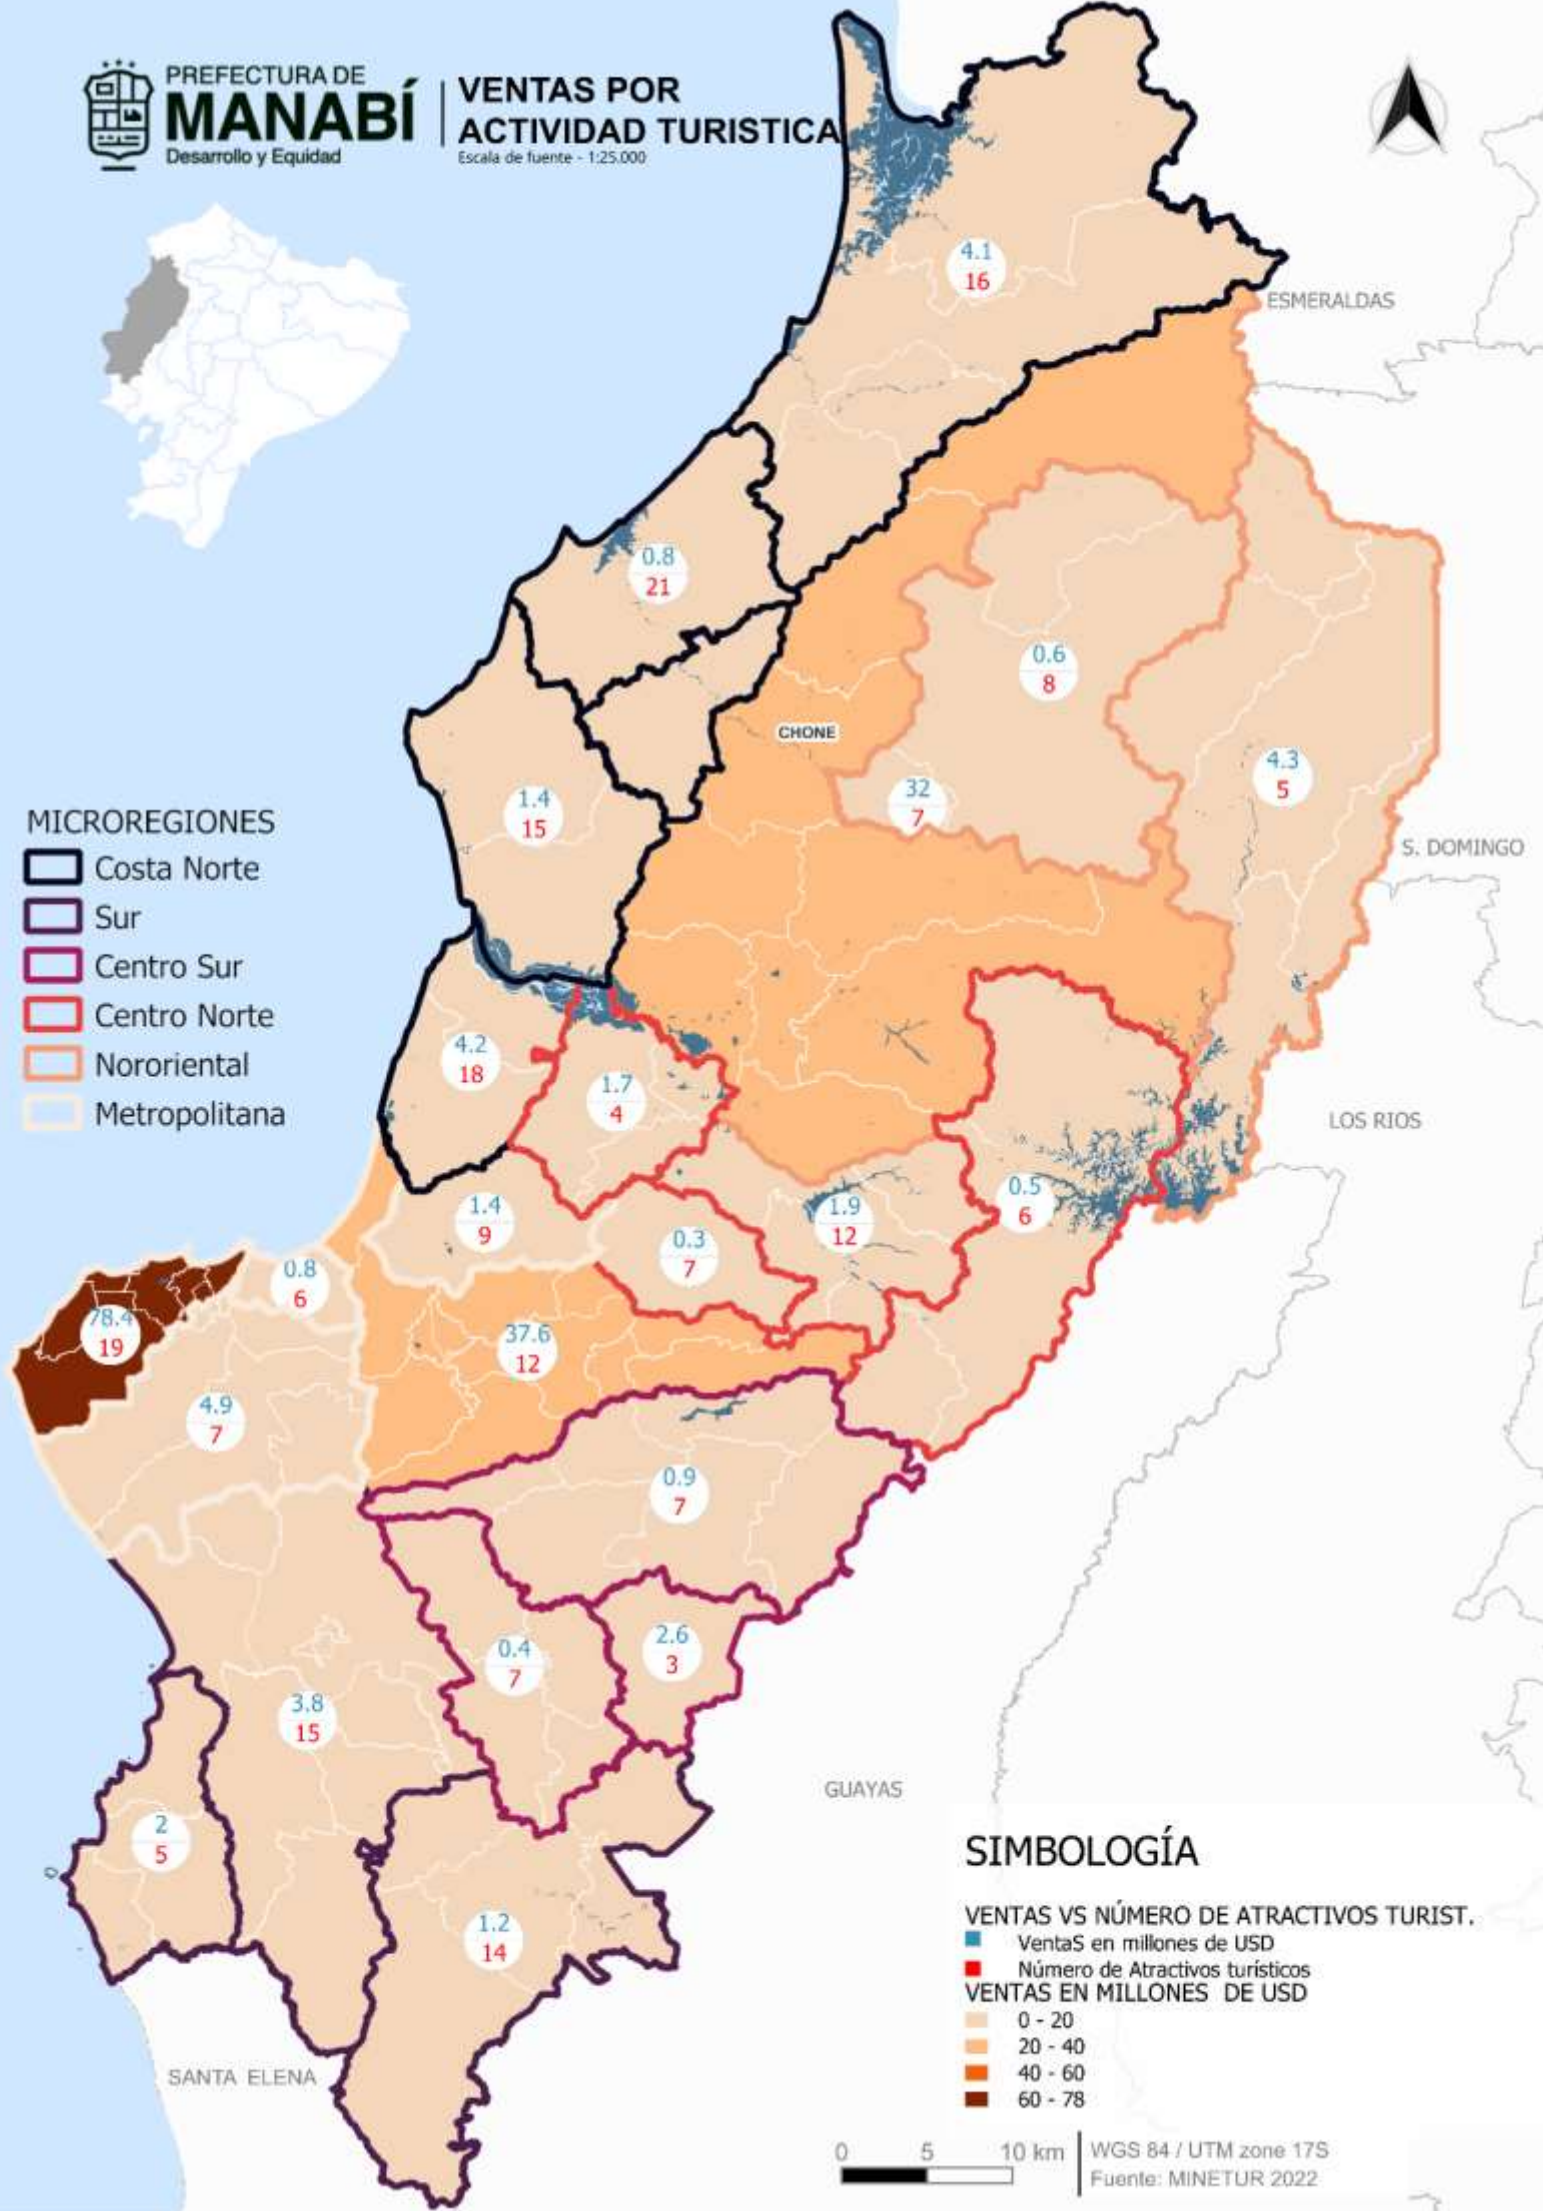 PREFECTURA DE
MANABÍ
Desarrollo y Equidad
VENTAS POR
ACTIVIDAD TURISTICA
Escala de fuente - 1:25.000
4.1
16
ESMERALDAS
0.8
21
0.6
8
CHONE
4.3
5
32
7
1.4
15
S. DOMINGO
MICROREGIONES
Costa Norte
Sur
Centro Sur
Centro Norte
Nororiental
Metropolitana
4.2
18
1.7
4
LOS RIOS
0.5
6
1.9
12
1.4
9
0.3
7
0.8
6
78.4
19
37.6
12
4.9
7
0.9
7
0.4
7
2.6
3
3.8
15
GUAYAS
2
5
1.2
14
SANTA ELENA
SIMBOLOGÍA
VENTAS VS NÚMERO DE ATRACTIVOS TURIST.
VentaS en millones de USD
Número de Atractivos turísticos
VENTAS EN MILLONES DE USD
0 - 20
20 - 40
40 - 60
60 - 78
0 5 10 km
WGS 84 / UTM zone 17S
Fuente: MINETUR 2022